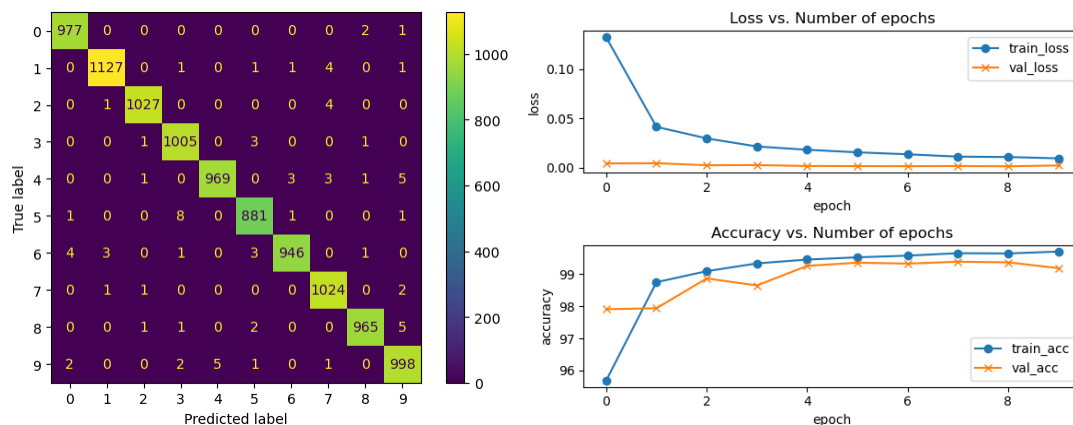 0 977 0 0 0 0 0 0 0 2 1
1 0 1127 0 1 0 1 1 4 0 1
2 0 1 1027 0 0 0 0 4 0 0
3 0 0 1 1005 0 3 0 0 1 0
4 0 0 1 0 969 0 3 3 1 5
5 1 0 0 8 0 881 1 0 0 1
6 4 3 0 1 0 3 946 0 1 0
7 0 1 1 0 0 0 0 1024 0 2
8 0 0 1 1 0 2 0 0 965 5
9 2 0 0 2 5 1 0 1 0 998
0 1 2 3 4 5 6 7 8 9
Predicted label
True label
1000
800
600
400
200
0
Loss vs. Number of epochs
train_loss
val_loss
0.10
0.05
0.00
loss
0 2 4 6 8
epoch
Accuracy vs. Number of epochs
99
98
97
96
accuracy
train_acc
val_acc
0 2 4 6 8
epoch